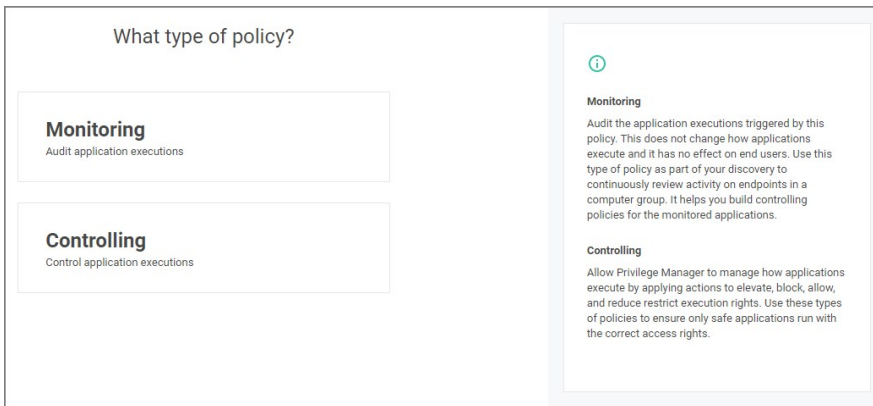 What type of policy?
Monitoring
Audit application executions
Controlling
Control application executions
Monitoring
Audit the application executions triggered by this
policy. This does not change how applications
execute and it has no effect on end users. Use this
type of policy as part of your discovery to
continuously review activity on endpoints in a
computer group. It helps you build controlling
policies for the monitored applications.
Controlling
Allow Privilege Manager to manage how applications
execute by applying actions to elevate, block, allow,
and reduce restrict execution rights. Use these types
of policies to ensure only safe applications run with
the correct access rights.